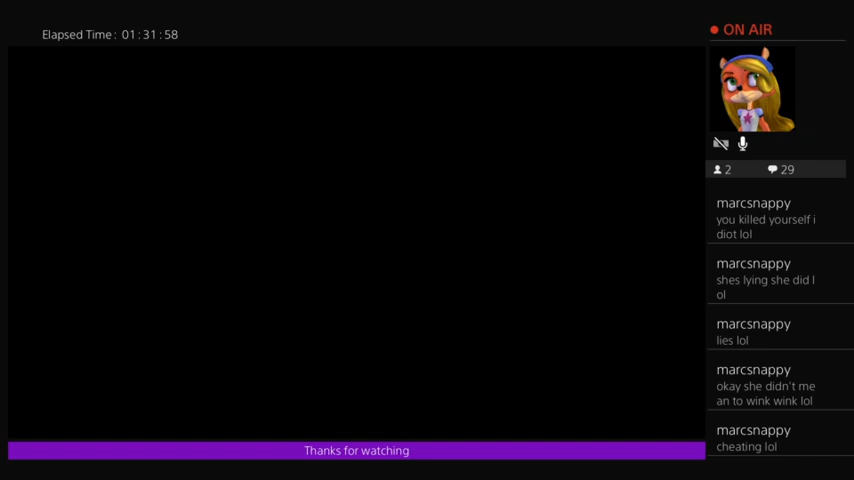 Elapsed Time: 01:31:58
ON AIR
2
29
marcsnappy
you killed yourself i
diot lol
marcsnappy
shes lying she did l
ol
marcsnappy
lies lol
marcsnappy
okay she didn't me
an to wink wink lol
marcsnappy
cheating lol
Thanks for watching